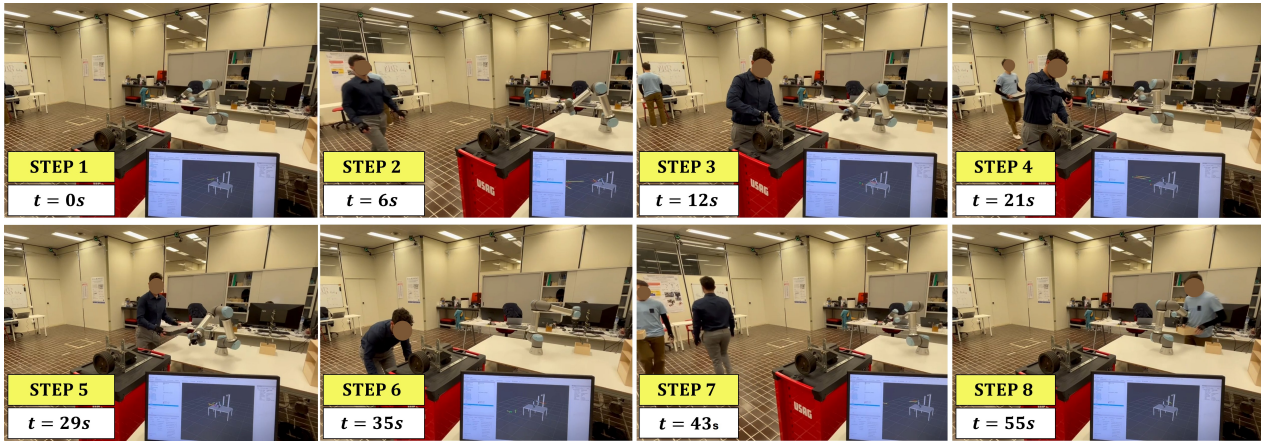 STEP 1
t = 0s
STEP 2
t = 6s
USAG
STEP 3
t = 12s
USAG
STEP 4
t = 21s
STEP 5
t = 29s
STEP 6
t = 35s
STEP 7
t = 43s
USAG
STEP 8
t = 55s